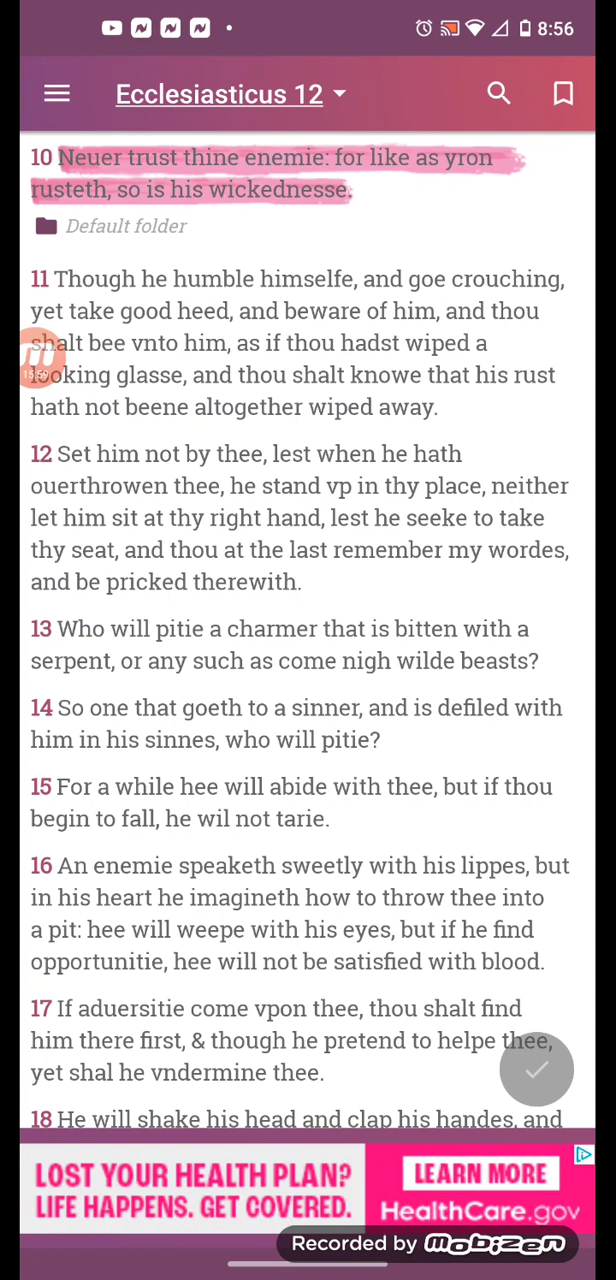 8:56
Ecclesiasticus 12
10 Neuer trust thine enemie: for like as yron
rusteth, so is his wickednesse.
Default folder
11 Though he humble himselfe, and goe crouching,
yet take good heed, and beware of him, and thou
shalt bee vnto him, as if thou hadst wiped a
looking glasse, and thou shalt knowe that his rust
hath not beene altogether wiped away.
15:59
12 Set him not by thee, lest when he hath
ouerthrowen thee, he stand vp in thy place, neither
let him sit at thy right hand, lest he seeke to take
thy seat, and thou at the last remember my wordes,
and be pricked therewith.
13 Who will pitie a charmer that is bitten with a
serpent, or any such as come nigh wilde beasts?
14 So one that goeth to a sinner, and is defiled with
him in his sinnes, who will pitie?
15 For a while hee will abide with thee, but if thou
begin to fall, he wil not tarie.
16 An enemie speaketh sweetly with his lippes, but
in his heart he imagineth how to throw thee into
a pit: hee will weepe with his eyes, but if he find
opportunitie, hee will not be satisfied with blood.
17 If aduersitie come vpon thee, thou shalt find
him there first, & though he pretend to helpe thee,
yet shal he vndermine thee.
18 He will shake his head and clap his handes, and
LOST YOUR HEALTH PLAN?
LIFE HAPPENS. GET COVERED.
LEARN MORE
HealthCare.gov
Recorded by mobizen